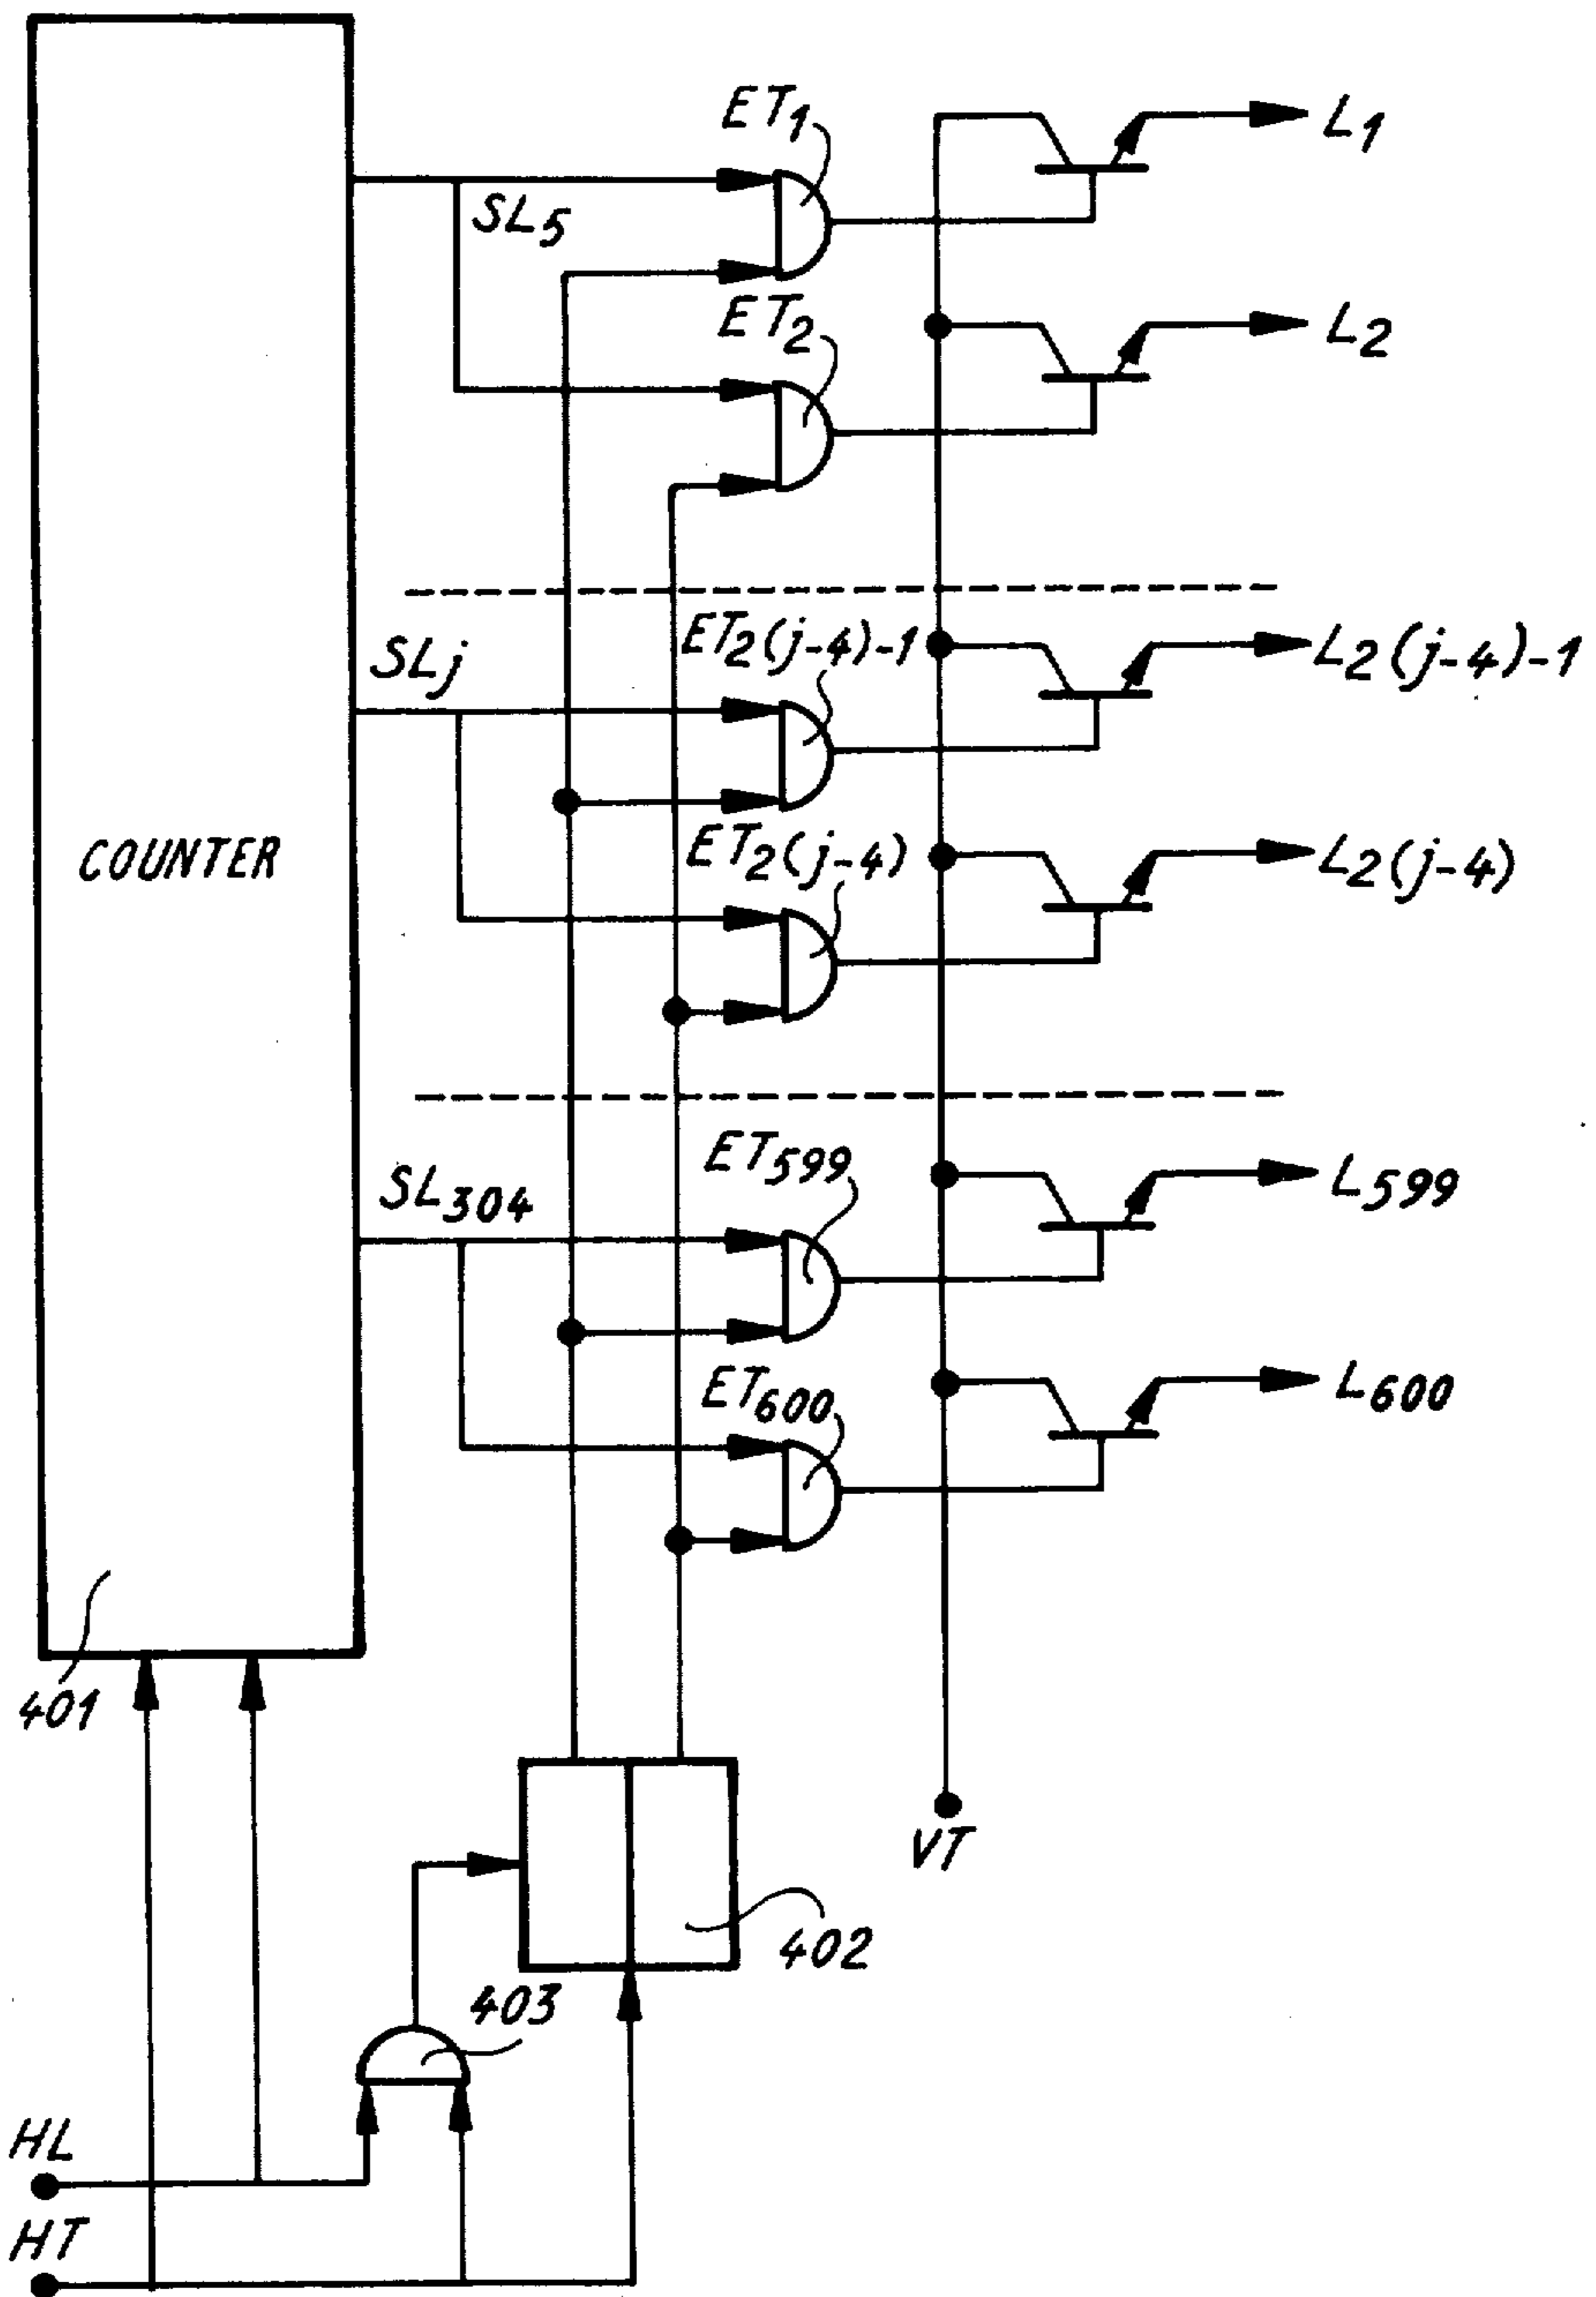 ET1
L1
SL5
ET2
L2
ET2(j-4)-1
L2(j-4)-1
SLj
COUNTER
ET2(j-4)
L2(j-4)
ET599
L599
SL304
ET600
L600
401
VT
402
403
HL
HT